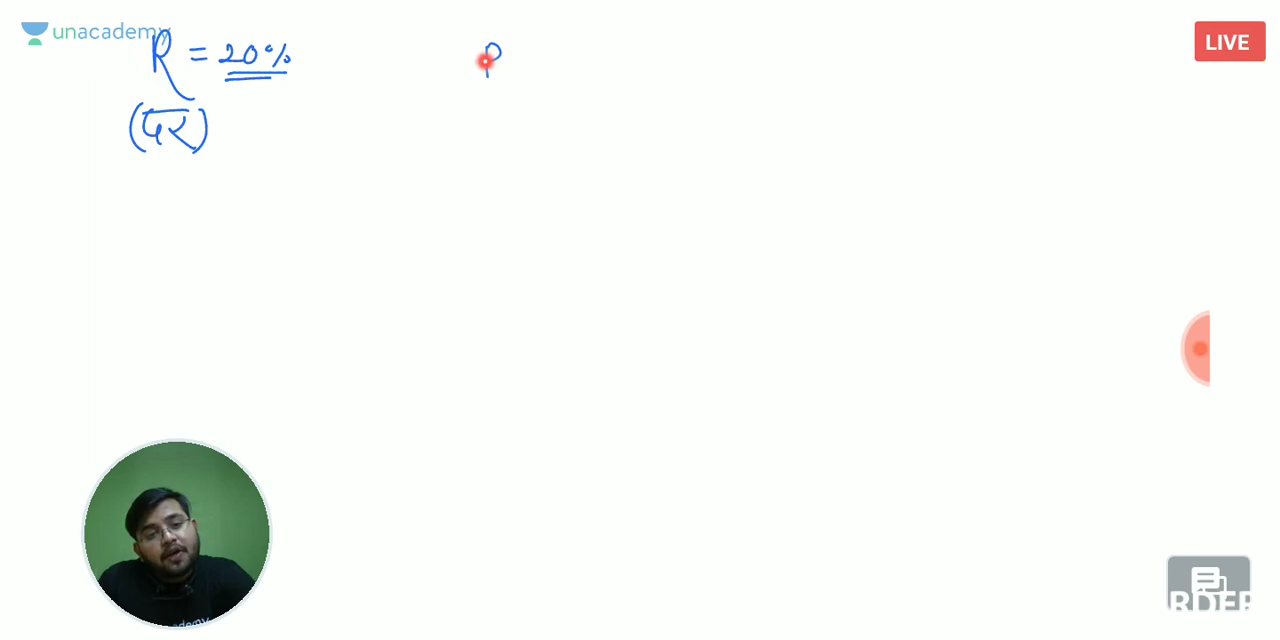 unacademy
LIVE
R = 20%
P
(दर)